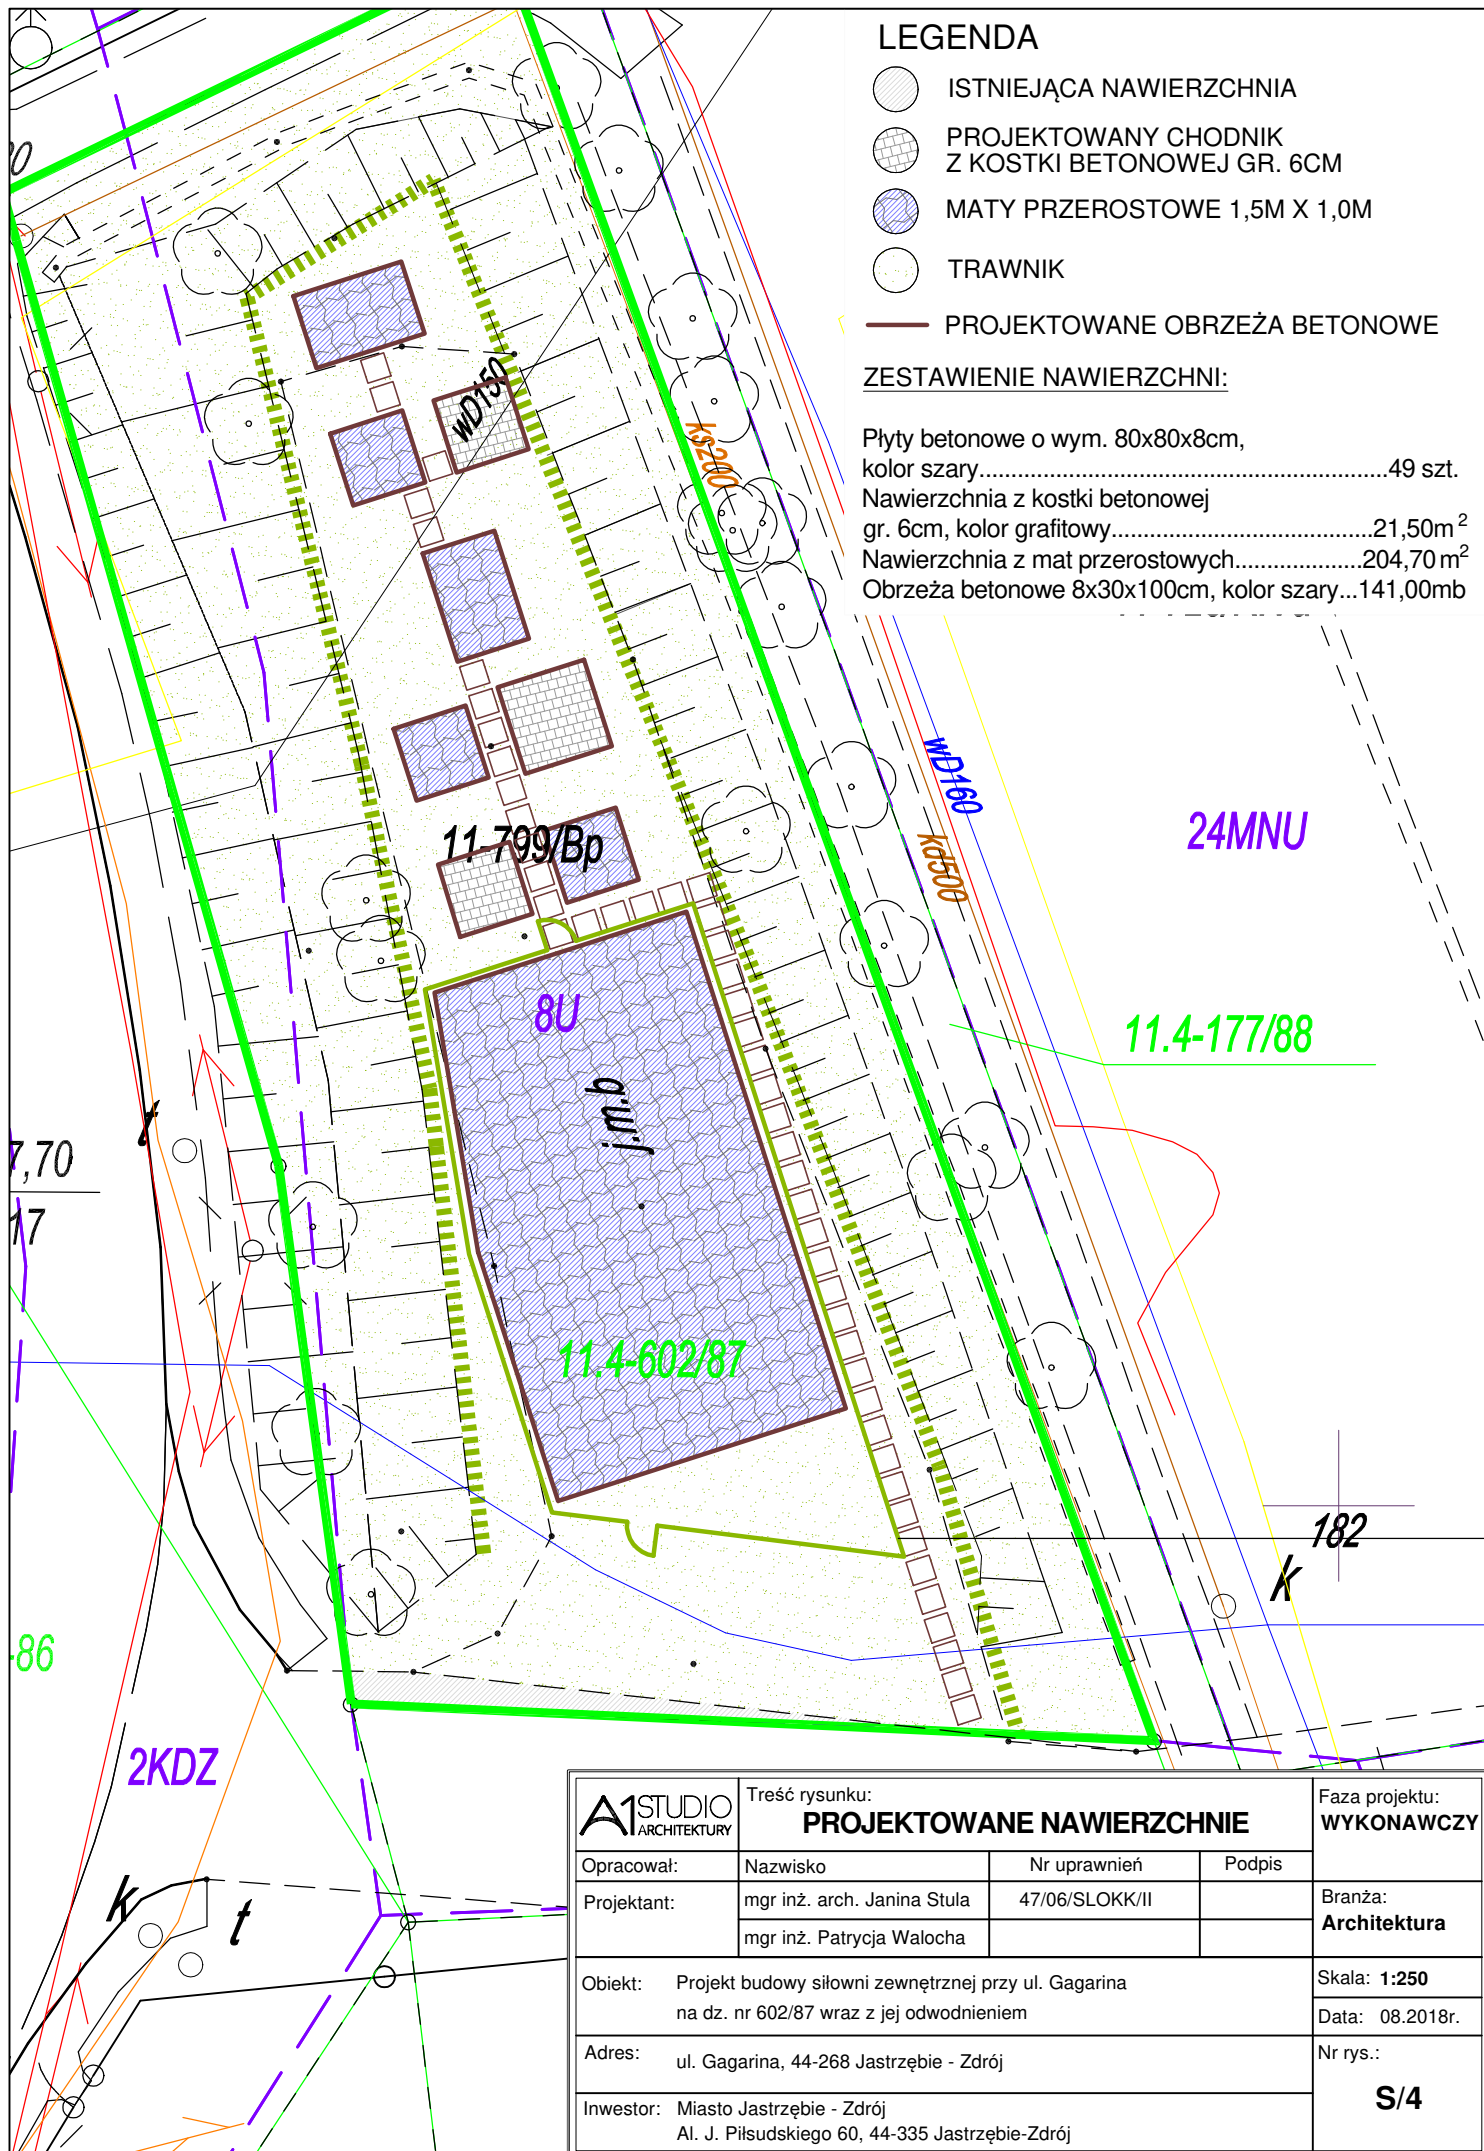 LEGENDA
ISTNIEJĄCA NAWIERZCHNIA
PROJEKTOWANY CHODNIK
Z KOSTKI BETONOWEJ GR. 6CM
MATY PRZEROSTOWE 1,5M X 1,0M
TRAWNIK
PROJEKTOWANE OBRZEŻA BETONOWE
ZESTAWIENIE NAWIERZCHNI:
Płyty betonowe o wym. 80x80x8cm,
kolor szary...........................................................49 szt.
Nawierzchnia z kostki betonowej
gr. 6cm, kolor grafitowy......................................21,50m²
Nawierzchnia z mat przerostowych...................204,70 m²
Obrzeża betonowe 8x30x100cm, kolor szary...141,00mb
wD150
ks200
wD160
kd500
24MNU
11-799/Bp
8U
j.w.b
11.4-177/88
11.4-602/87
t
7,70
17
182
k
-86
2KDZ
k
t
A1 STUDIO
ARCHITEKTURY
Treść rysunku:
PROJEKTOWANE NAWIERZCHNIE
Faza projektu:
WYKONAWCZY
Opracował:
Nazwisko
Nr uprawnień
Podpis
Projektant:
mgr inż. arch. Janina Stula
47/06/SLOKK/II
mgr inż. Patrycja Walocha
Branża:
Architektura
Obiekt:
Projekt budowy siłowni zewnętrznej przy ul. Gagarina
na dz. nr 602/87 wraz z jej odwodnieniem
Skala: 1:250
Data: 08.2018r.
Adres:
ul. Gagarina, 44-268 Jastrzębie - Zdrój
Nr rys.:
S/4
Inwestor:
Miasto Jastrzębie - Zdrój
Al. J. Piłsudskiego 60, 44-335 Jastrzębie-Zdrój